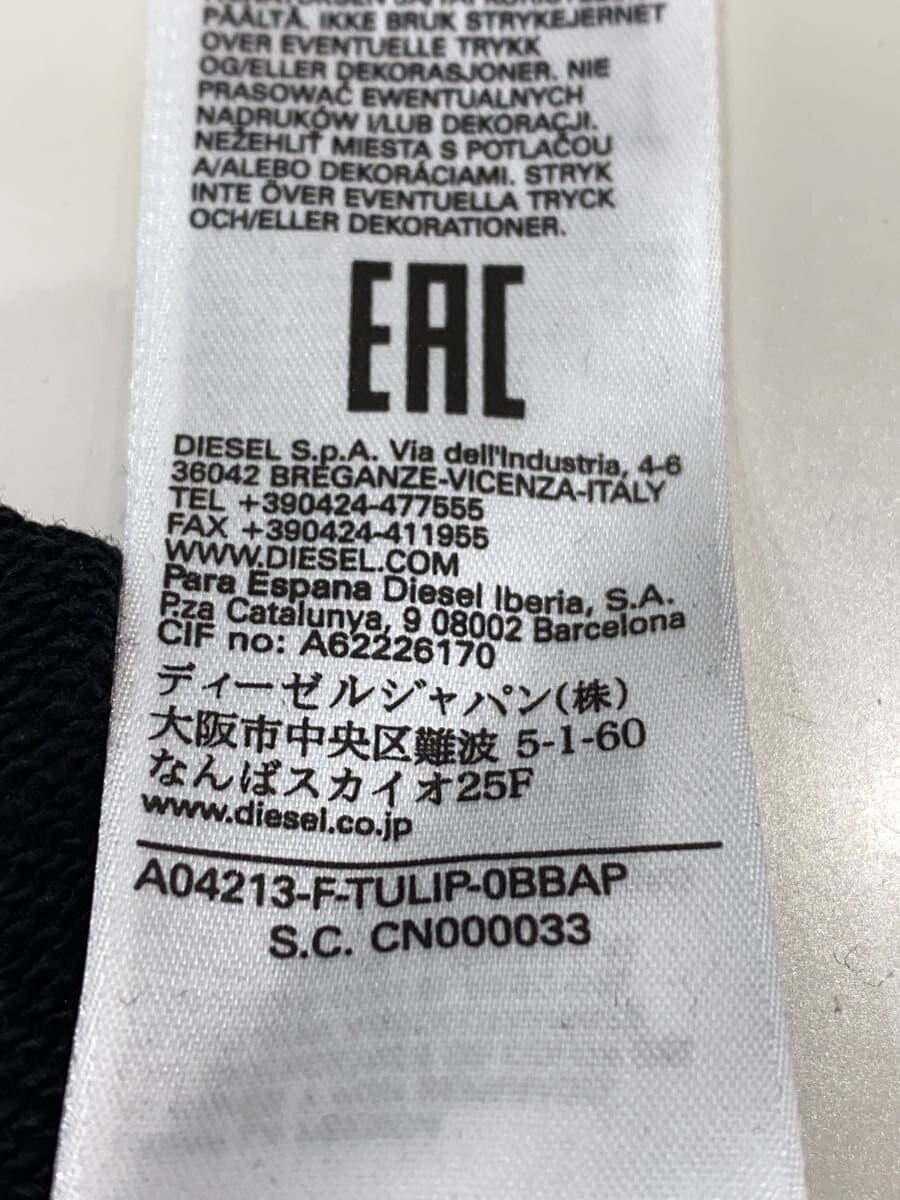 PÄÄLTÄ. IKKE BRUK STRYKEJERNET
OVER EVENTUELLE TRYKK
OG/ELLER DEKORASJONER. NIE
PRASOWAĆ EWENTUALNYCH
NADRUKÓW I/LUB DEKORACJI.
NEŽEHLIŤ MIESTA S POTLAČOU
A/ALEBO DEKORÁCIAMI. STRYK
INTE ÖVER EVENTUELLA TRYCK
OCH/ELLER DEKORATIONER.
EAC
DIESEL S.p.A. Via dell'Industria, 4-6
36042 BREGANZE-VICENZA-ITALY
TEL +390424-477555
FAX +390424-411955
WWW.DIESEL.COM
Para Espana Diesel Iberia, S.A.
P.za Catalunya, 9 08002 Barcelona
CIF no: A62226170
ディーゼルジャパン(株)
大阪市中央区難波 5-1-60
なんばスカイオ25F
www.diesel.co.jp
A04213-F-TULIP-0BBAP
S.C. CN000033